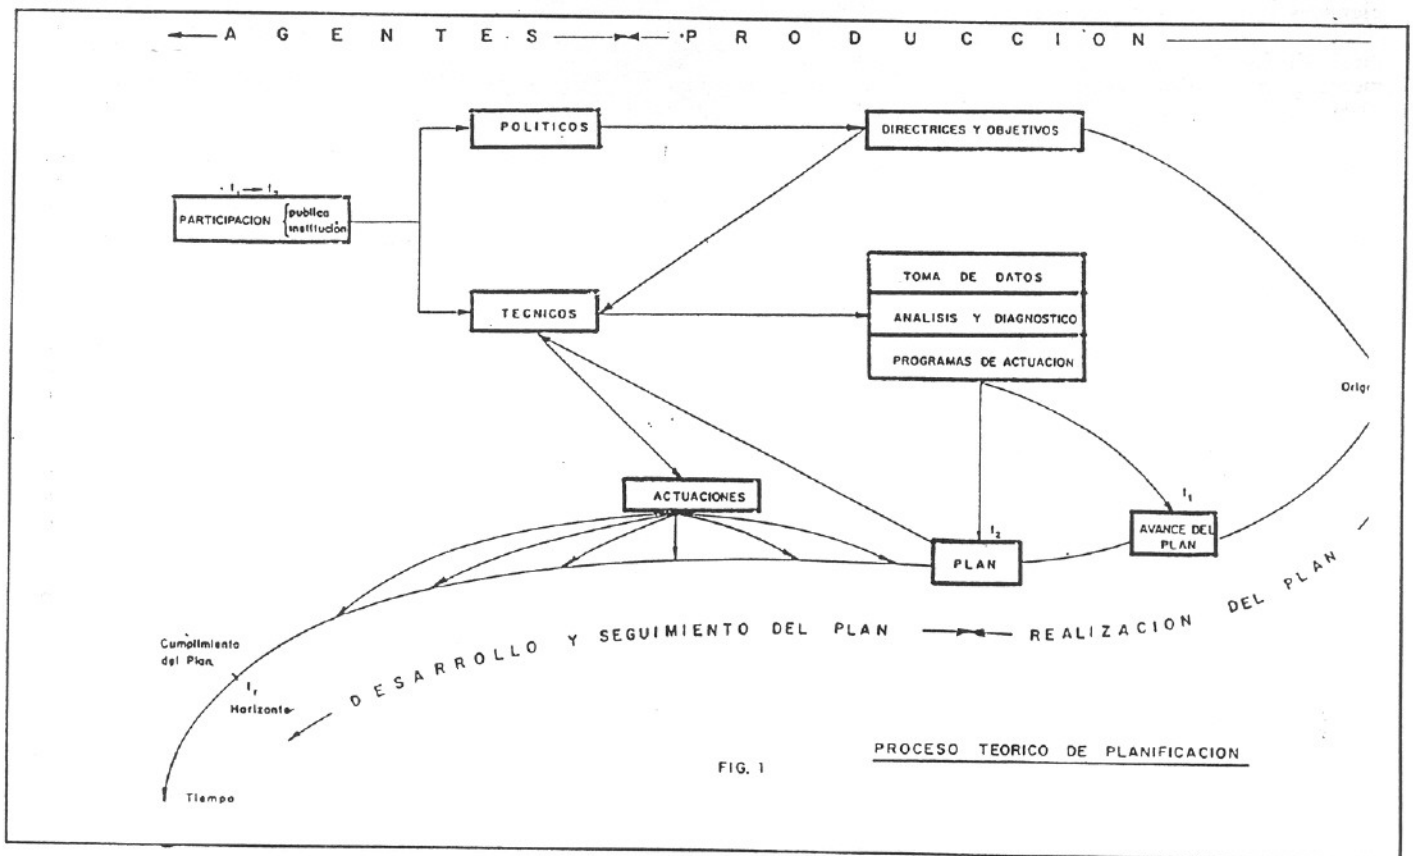 AGENTES PRODUCCION
POLITICOS
DIRECTRICES Y OBJETIVOS
PARTICIPACION { publica
institución
TOMA DE DATOS
TECNICOS
ANALISIS Y DIAGNOSTICO
PROGRAMAS DE ACTUACION
ACTUACIONES
t₁
AVANCE DEL
PLAN
t₂
PLAN
DESARROLLO Y SEGUIMIENTO DEL PLAN
REALIZACION DEL PLAN
Cumplimiento
del Plan
Horizonte
Tiempo
FIG. 1
PROCESO TEORICO DE PLANIFICACION